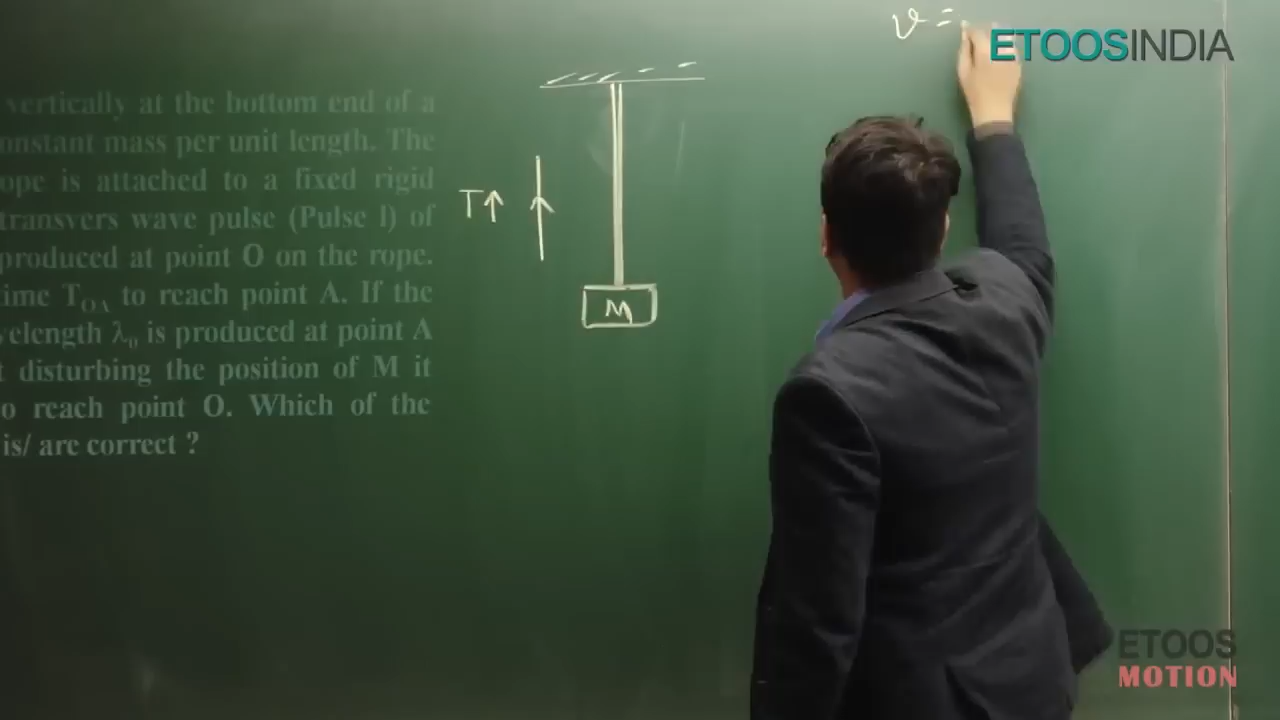 vertically at the bottom end of a
onstant mass per unit length. The
ope is attached to a fixed rigid
transvers wave pulse (Pulse I) of
produced at point O on the rope.
ime T_OA to reach point A. If the
velength λ₀ is produced at point A
t disturbing the position of M it
o reach point O. Which of the
is/ are correct ?
T↑
M
v =
ETOOSINDIA
ETOOS
MOTION